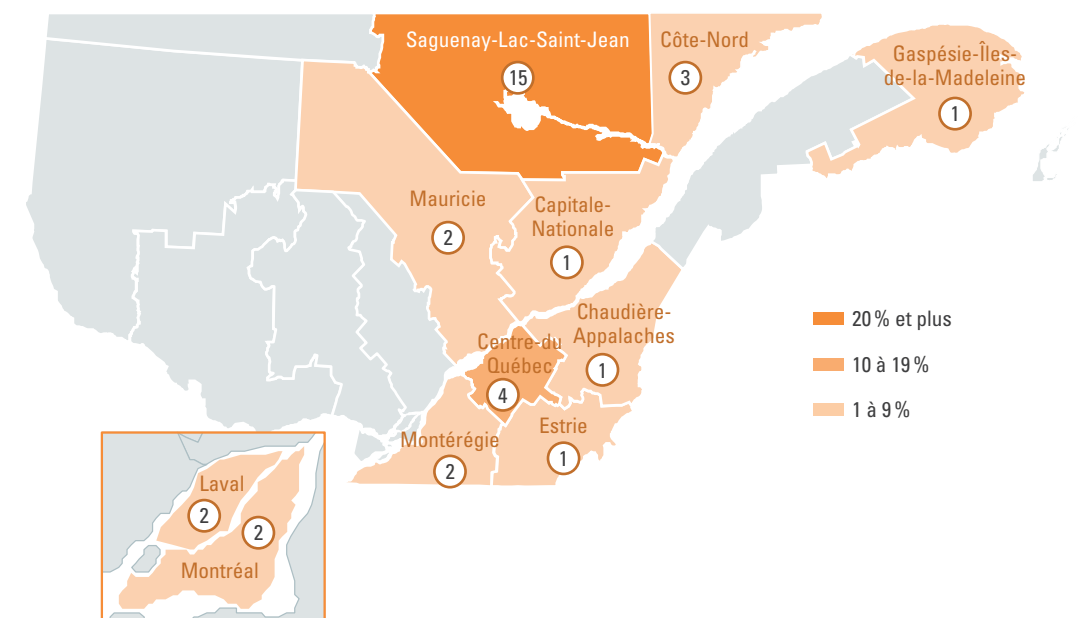 Saguenay-Lac-Saint-Jean
15
Côte-Nord
3
Gaspésie-Îles-
de-la-Madeleine
1
Mauricie
2
Capitale-
Nationale
1
Chaudière-
Appalaches
1
Centre-du
Québec
4
Montérégie
2
Estrie
1
Laval
2
2
Montréal
20 % et plus
10 à 19 %
1 à 9 %